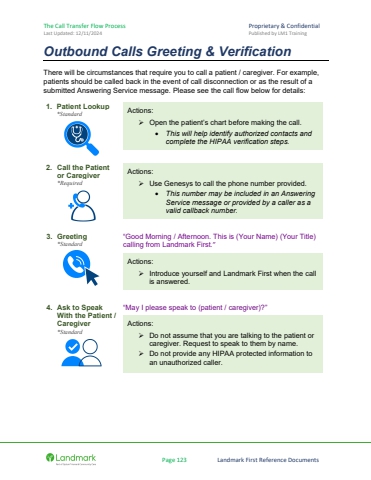 The Call Transfer Flow Process
Proprietary & Confidential
Last Updated: 12/11/2024
Published by LM1 Training
Outbound Calls Greeting & Verification
There will be circumstances that require you to call a patient / caregiver. For example,
patients should be called back in the event of call disconnection or as the result of a
submitted Answering Service message. Please see the call flow below for details:
1. Patient Lookup
*Standard
Actions:
➢ Open the patient's chart before making the call.
• This will help identify authorized contacts and
complete the HIPAA verification steps.
2. Call the Patient
or Caregiver
*Required
Actions:
➢ Use Genesys to call the phone number provided.
• This number may be included in an Answering
Service message or provided by a caller as a
valid callback number.
3. Greeting
*Standard
"Good Morning / Afternoon. This is (Your Name) (Your Title)
calling from Landmark First."
Actions:
➢ Introduce yourself and Landmark First when the call
is answered.
4. Ask to Speak
With the Patient /
Caregiver
*Standard
"May I please speak to (patient / caregiver)?"
Actions:
➢ Do not assume that you are talking to the patient or
caregiver. Request to speak to them by name.
➢ Do not provide any HIPAA protected information to
an unauthorized caller.
Landmark
Page 123
Landmark First Reference Documents